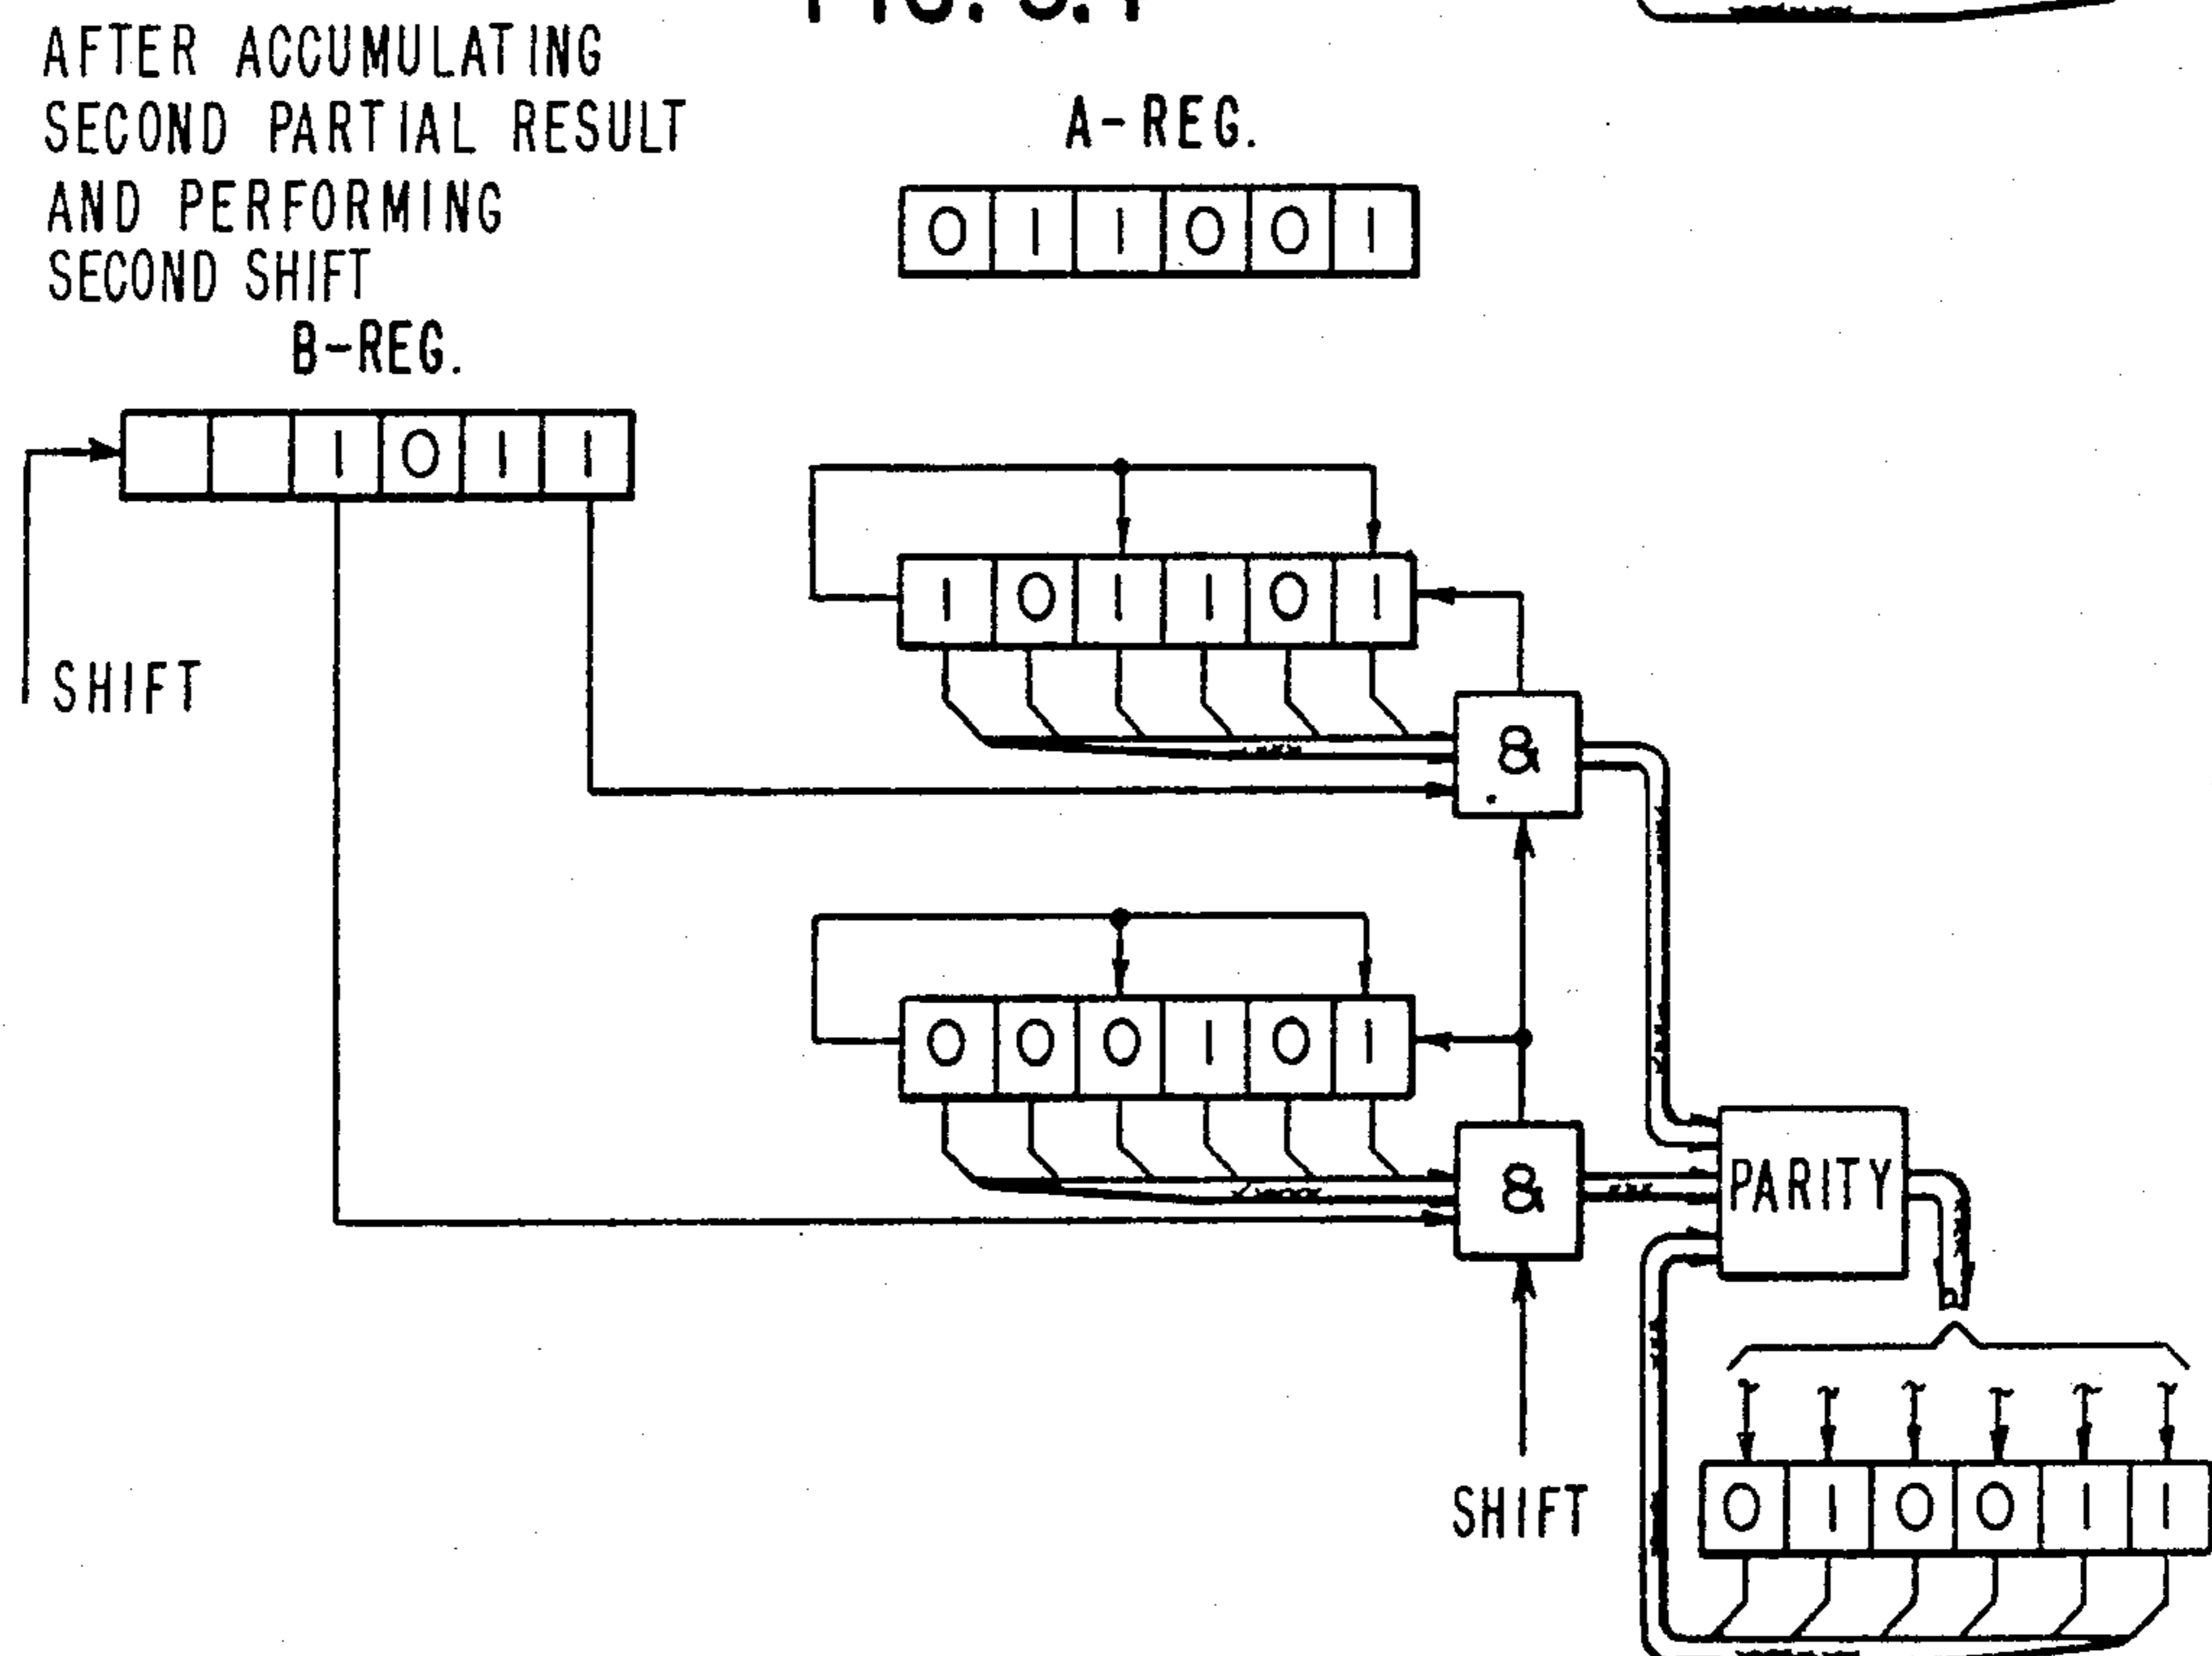 AFTER ACCUMULATING
SECOND PARTIAL RESULT
AND PERFORMING
SECOND SHIFT
A-REG.
0 1 1 0 0 1
B-REG.
1 0 1 1
1 0 1 1 0 1
SHIFT
&
0 0 0 1 0 1
&
PARITY
SHIFT
0 1 0 0 1 1